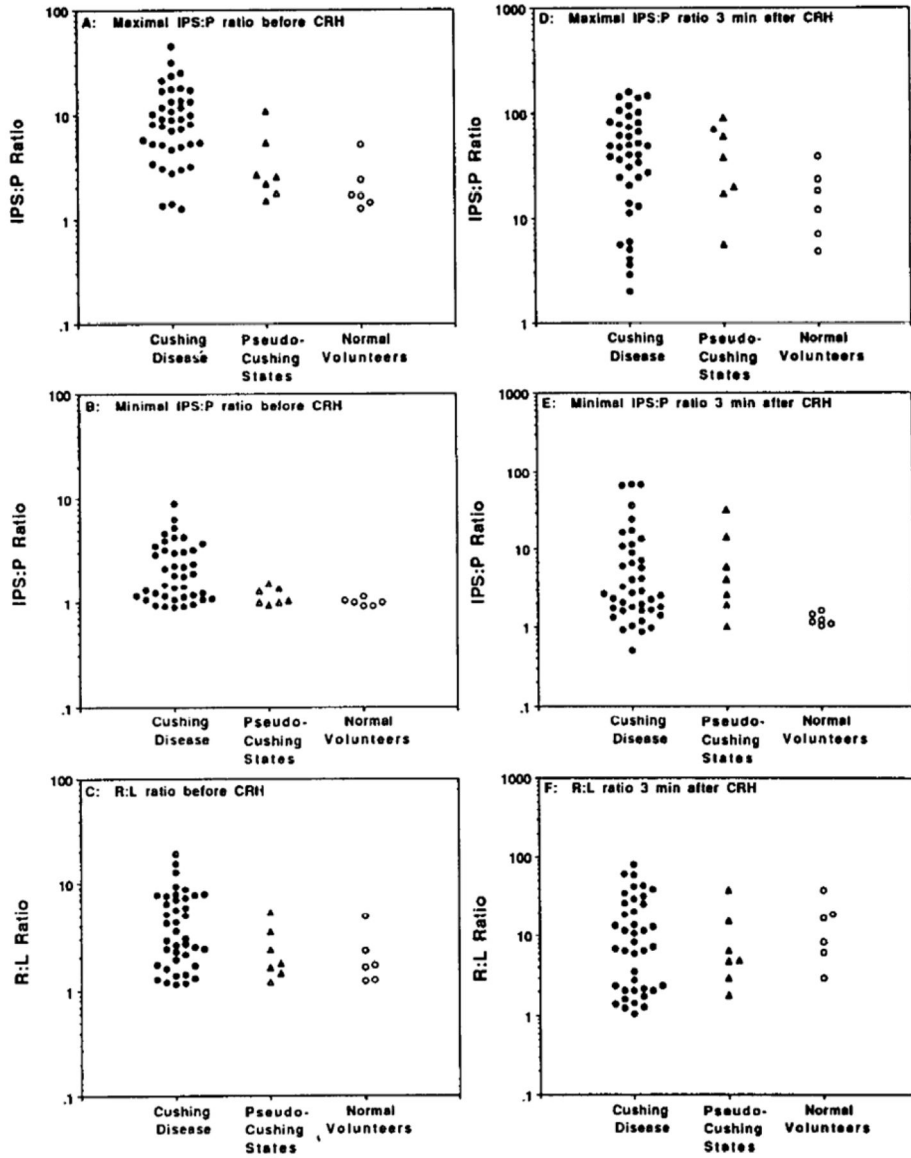 A: Maximal IPS:P ratio before CRH
100
10
1
.1
IPS:P Ratio
Cushing Disease
Pseudo-Cushing States
Normal Volunteers
D: Maximal IPS:P ratio 3 min after CRH
1000
100
10
1
IPS:P Ratio
Cushing Disease
Pseudo-Cushing States
Normal Volunteers
B: Minimal IPS:P ratio before CRH
100
10
1
.1
IPS:P Ratio
Cushing Disease
Pseudo-Cushing States
Normal Volunteers
E: Minimal IPS:P ratio 3 min after CRH
1000
100
10
1
.1
IPS:P Ratio
Cushing Disease
Pseudo-Cushing States
Normal Volunteers
C: R:L ratio before CRH
100
10
1
.1
R:L Ratio
Cushing Disease
Pseudo-Cushing States
Normal Volunteers
F: R:L ratio 3 min after CRH
1000
100
10
1
.1
R:L Ratio
Cushing Disease
Pseudo-Cushing States
Normal Volunteers